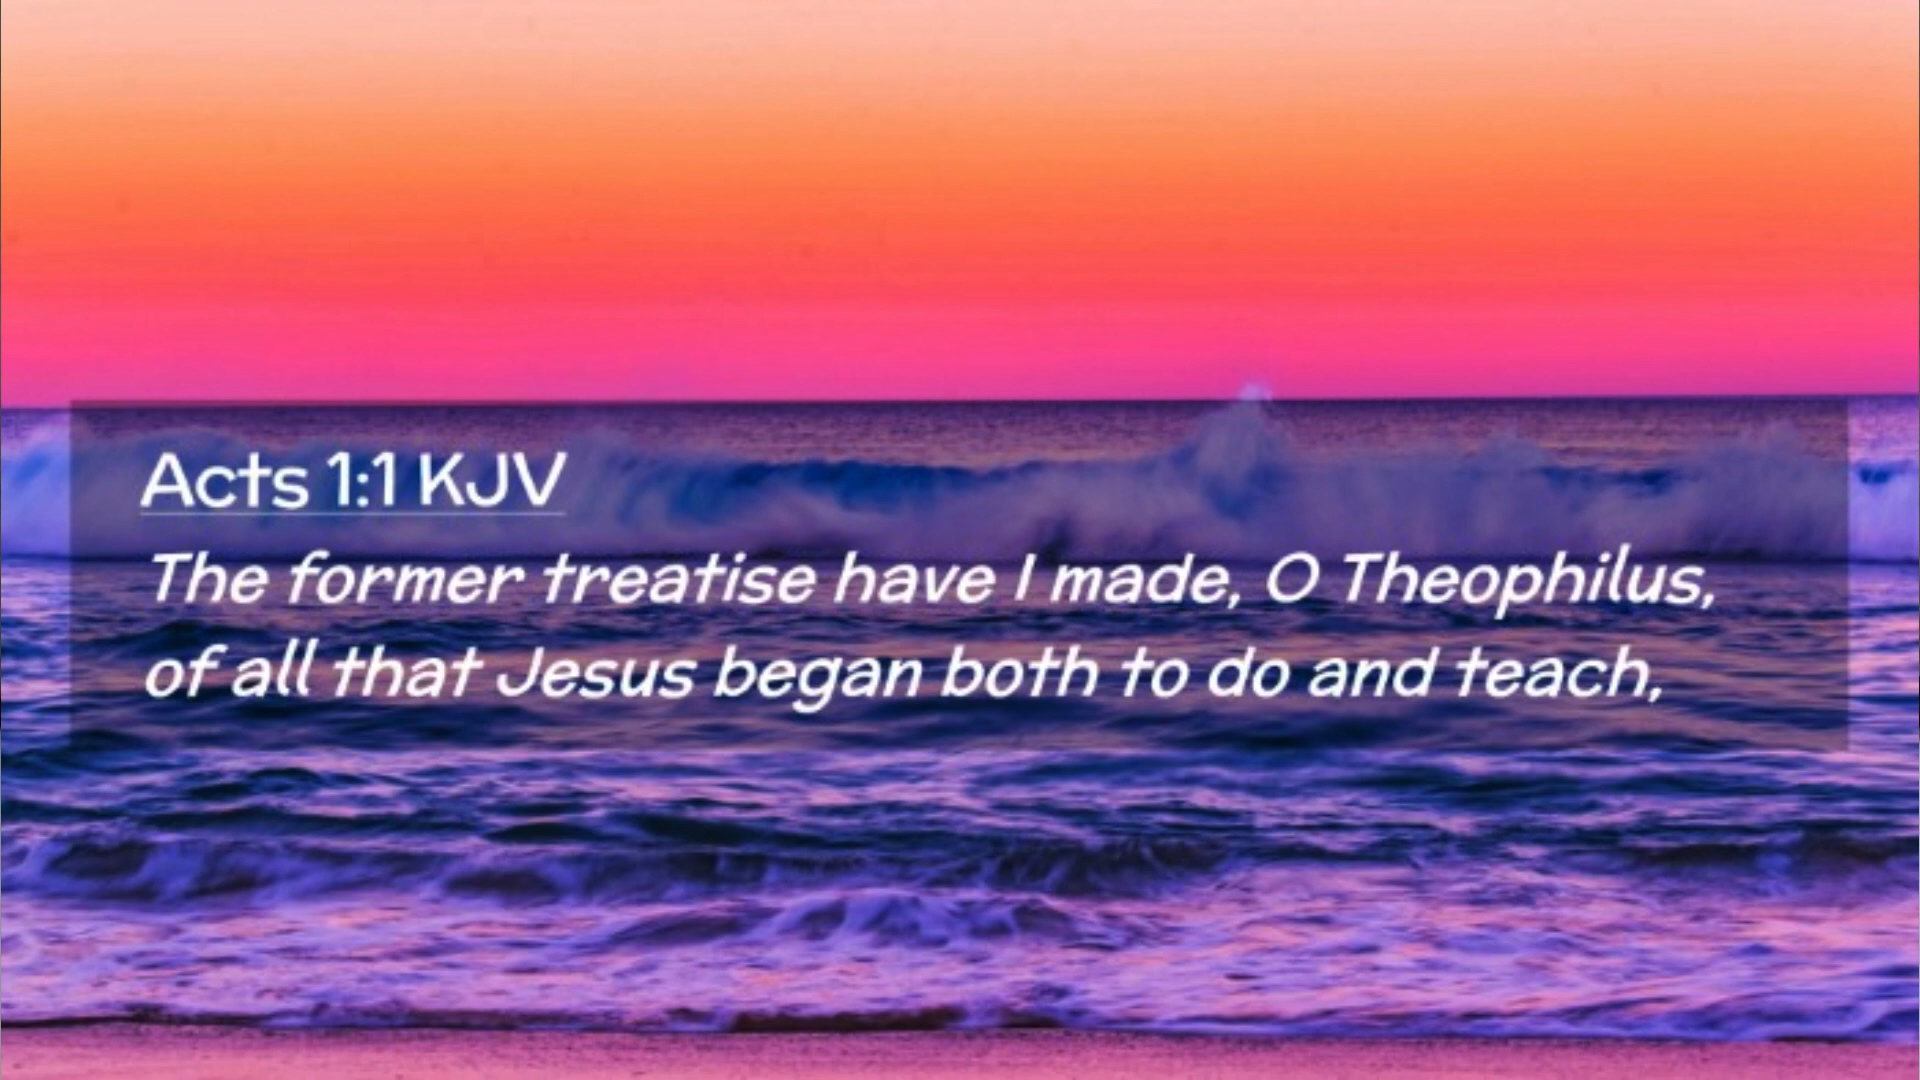 Acts 1:1 KJV
The former treatise have I made, O Theophilus,
of all that Jesus began both to do and teach,